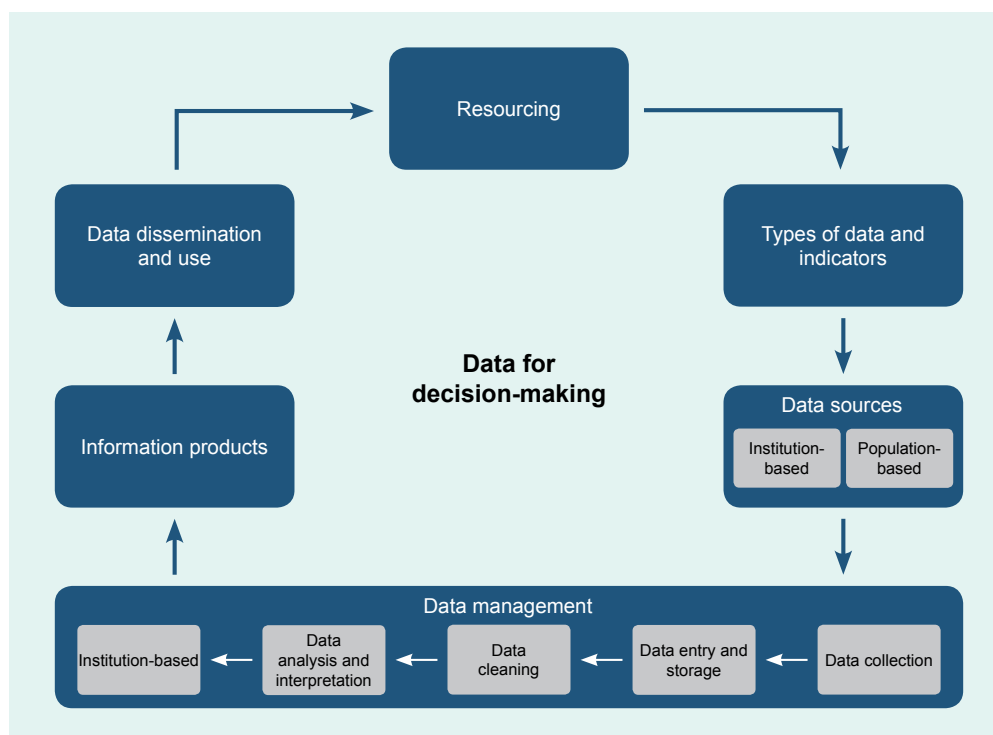 Resourcing
Data dissemination
and use
Types of data and
indicators
Data for
decision-making
Information products
Data sources
Institution-
based
Population-
based
Data management
Institution-based
Data
analysis and
interpretation
Data
cleaning
Data entry and
storage
Data collection